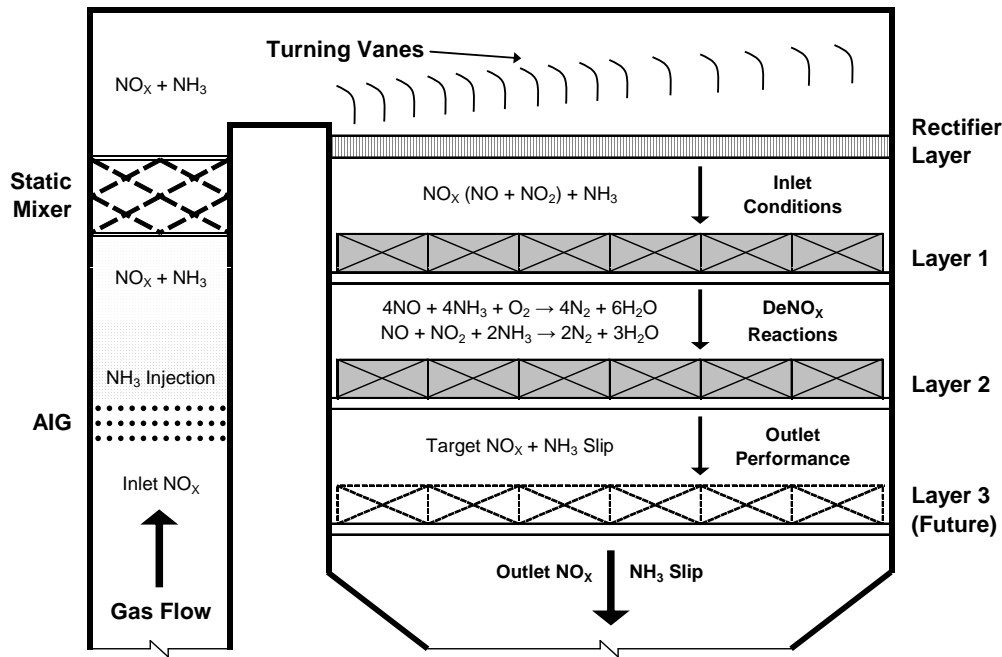 Turning Vanes
NOX + NH3
Rectifier
Layer
Static
Mixer
NOX (NO + NO2) + NH3
Inlet
Conditions
Layer 1
NOX + NH3
4NO + 4NH3 + O2 → 4N2 + 6H2O
NO + NO2 + 2NH3 → 2N2 + 3H2O
DeNOX
Reactions
NH3 Injection
Layer 2
AIG
Target NOX + NH3 Slip
Outlet
Performance
Inlet NOX
Layer 3
(Future)
Outlet NOX
NH3 Slip
Gas Flow